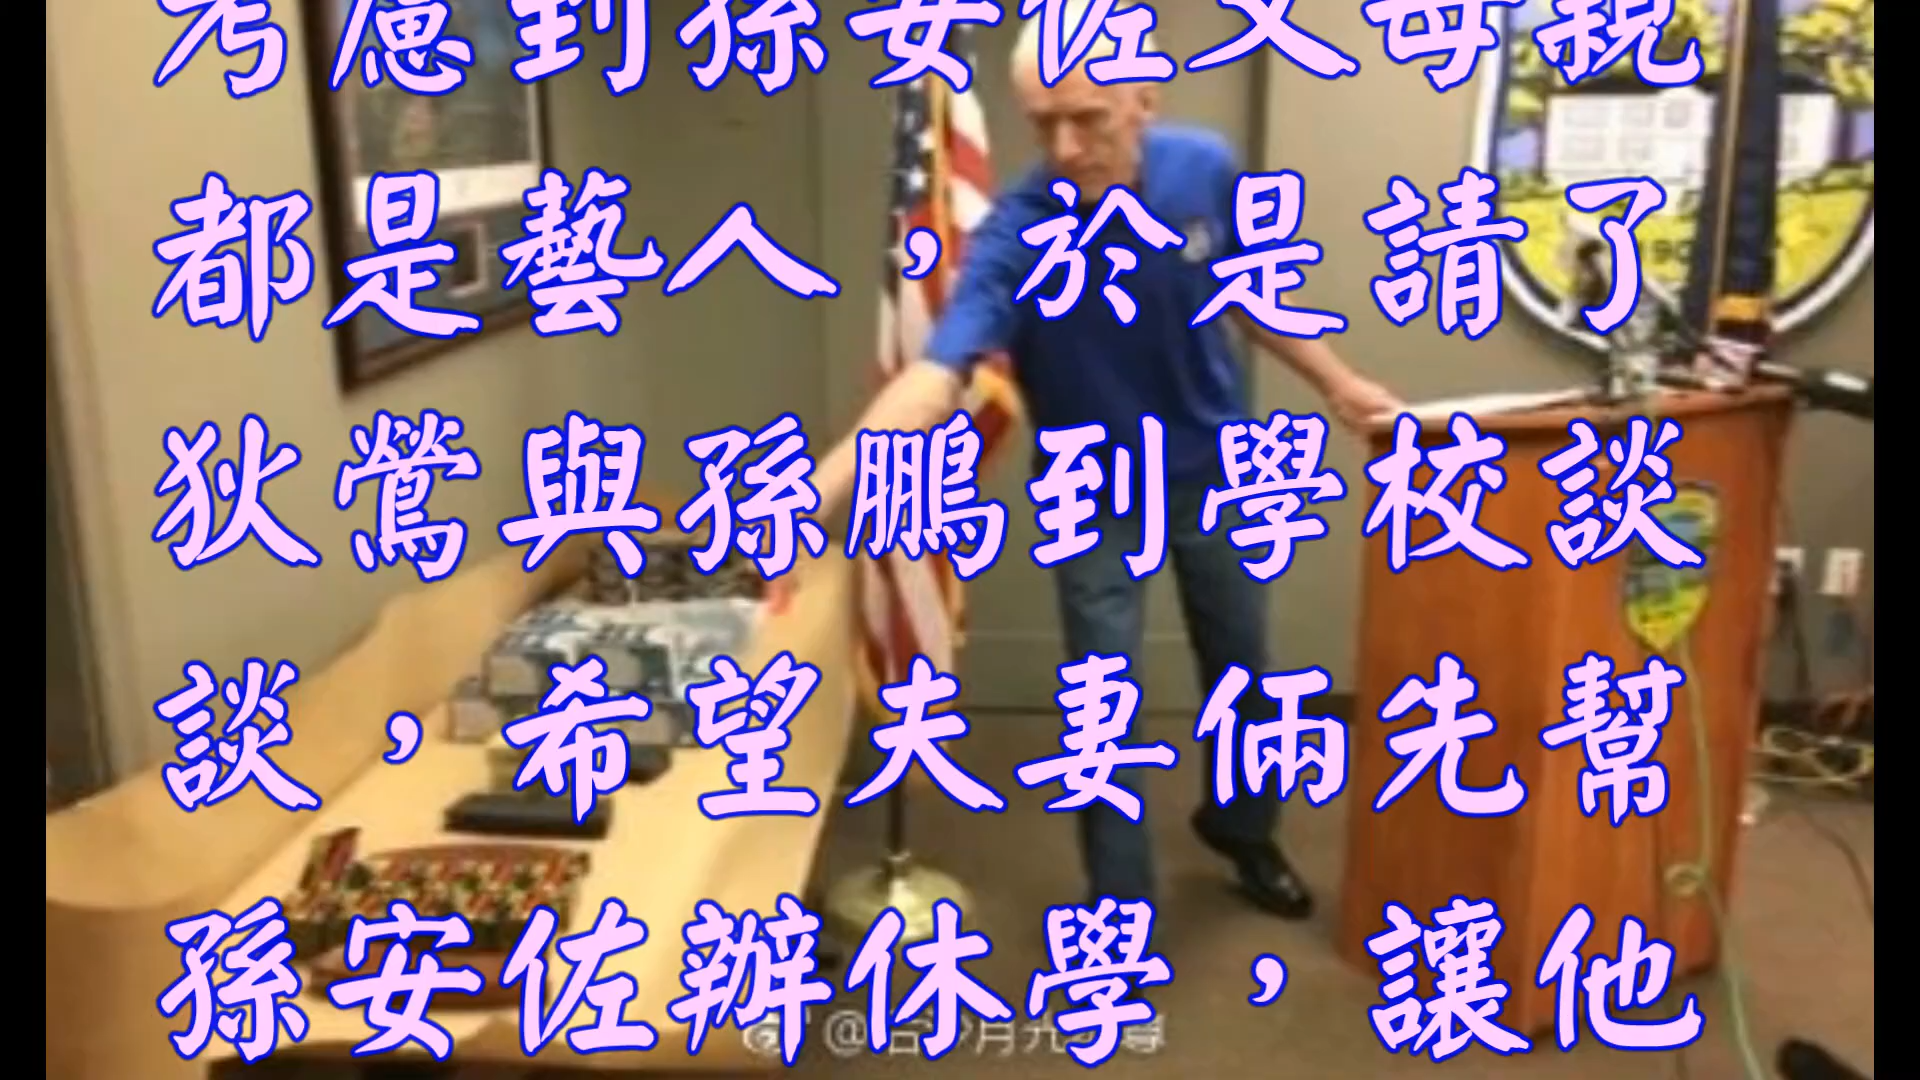 考慮到孫安佐父母親
都是藝人，於是請了
狄鶯與孫鵬到學校談
談，希望夫妻倆先幫
孫安佐辦休學，讓他